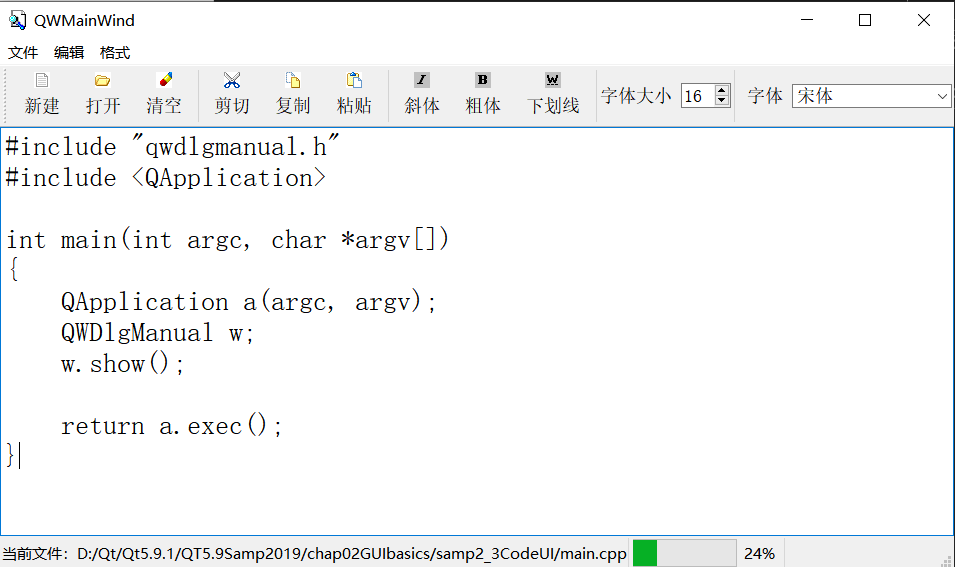 QWMainWind
文件 编辑 格式
新建 打开 清空 剪切 复制 粘贴 I 斜体 B 粗体 W 下划线 字体大小 16 字体 宋体
#include "qwdlgmanual.h"
#include <QApplication>
int main(int argc, char *argv[])
{
    QApplication a(argc, argv);
    QWDlgManual w;
    w.show();
    return a.exec();
}
当前文件: D:/Qt/Qt5.9.1/QT5.9Samp2019/chap02GUIbasics/samp2_3CodeUI/main.cpp 24%